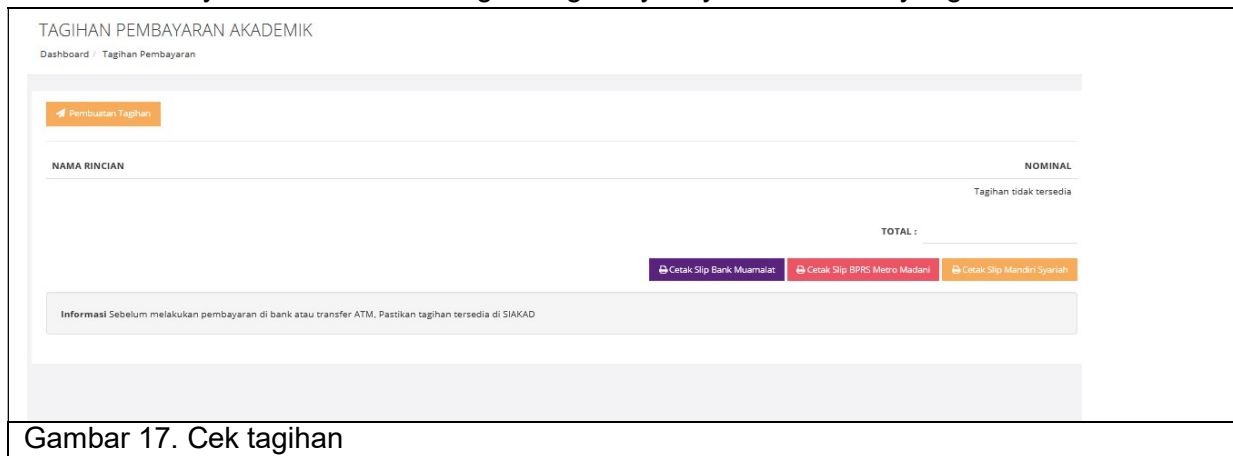 TAGIHAN PEMBAYARAN AKADEMIK
Dashboard / Tagihan Pembayaran
Pembuatan Tagihan
NAMA RINCIAN NOMINAL
Tagihan tidak tersedia
TOTAL :
Cetak Slip Bank Muamalat Cetak Slip BPRS Metro Madani Cetak Slip Mandiri Syariah
Informasi Sebelum melakukan pembayaran di bank atau transfer ATM, Pastikan tagihan tersedia di SIAKAD
Gambar 17. Cek tagihan